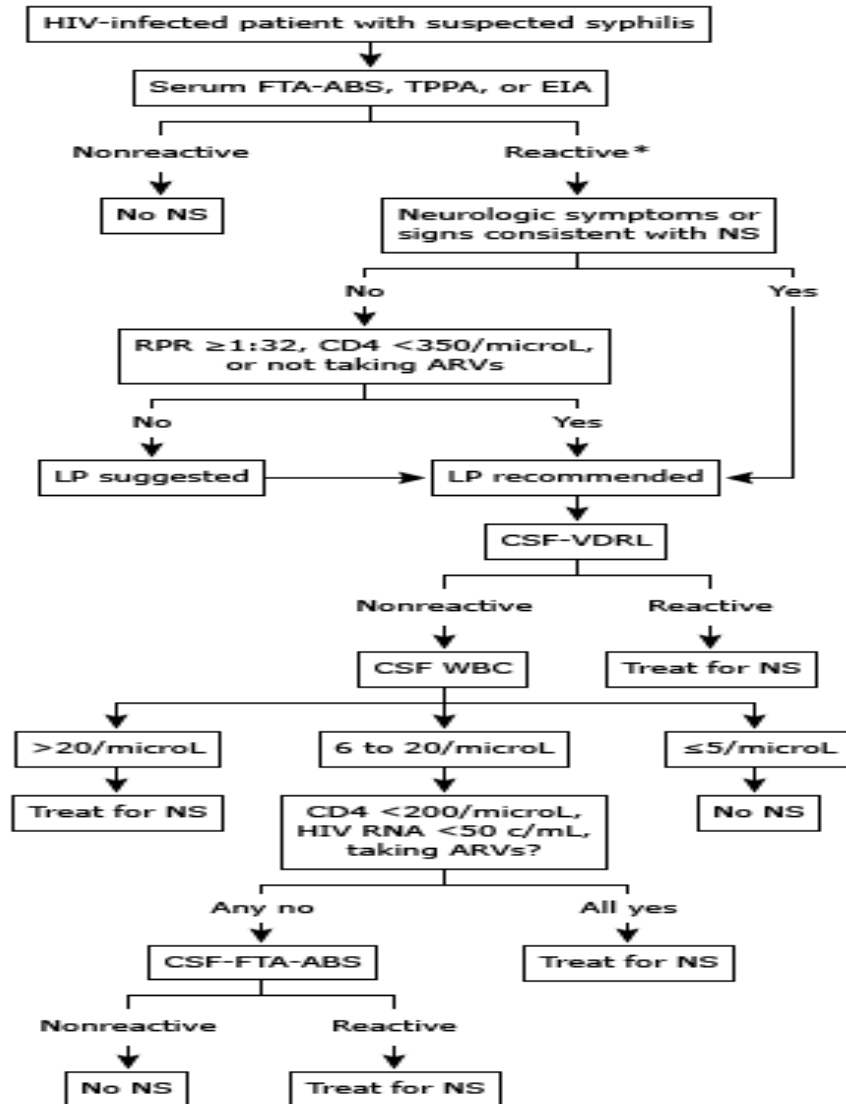 HIV-infected patient with suspected syphilis
Serum FTA-ABS, TPPA, or EIA
Nonreactive
Reactive*
No NS
Neurologic symptoms or
signs consistent with NS
No
Yes
RPR ≥1:32, CD4 <350/microL,
or not taking ARVs
No
Yes
LP suggested
LP recommended
CSF-VDRL
Nonreactive
Reactive
CSF WBC
Treat for NS
>20/microL
6 to 20/microL
≤5/microL
Treat for NS
CD4 <200/microL,
HIV RNA <50 c/mL,
taking ARVs?
No NS
Any no
All yes
CSF-FTA-ABS
Treat for NS
Nonreactive
Reactive
No NS
Treat for NS